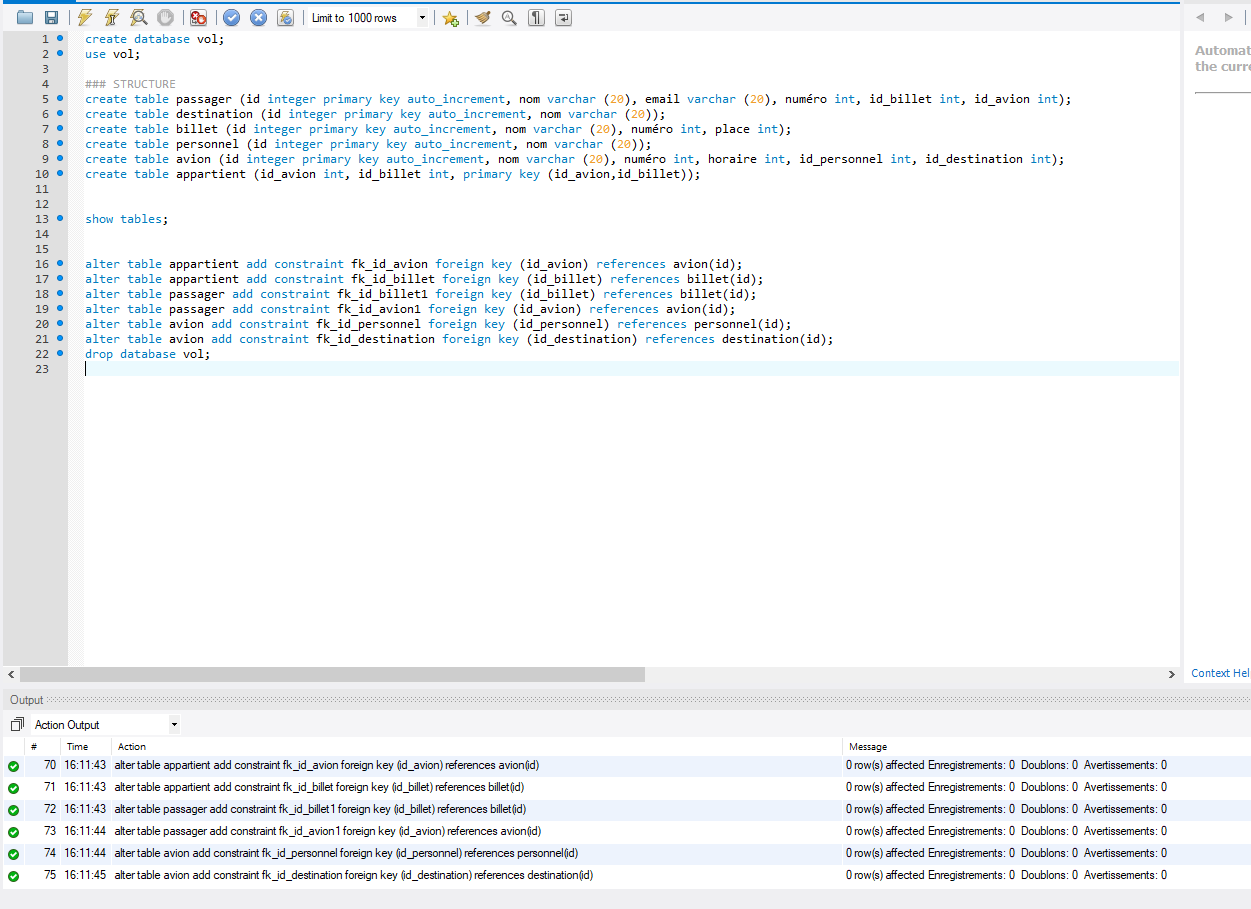 Limit to 1000 rows
Automat
the curre
1 create database vol;
2 use vol;
3
4 ### STRUCTURE
5 create table passager (id integer primary key auto_increment, nom varchar (20), email varchar (20), numéro int, id_billet int, id_avion int);
6 create table destination (id integer primary key auto_increment, nom varchar (20));
7 create table billet (id integer primary key auto_increment, nom varchar (20), numéro int, place int);
8 create table personnel (id integer primary key auto_increment, nom varchar (20));
9 create table avion (id integer primary key auto_increment, nom varchar (20), numéro int, horaire int, id_personnel int, id_destination int);
10 create table appartient (id_avion int, id_billet int, primary key (id_avion,id_billet));
11
12
13 show tables;
14
15
16 alter table appartient add constraint fk_id_avion foreign key (id_avion) references avion(id);
17 alter table appartient add constraint fk_id_billet foreign key (id_billet) references billet(id);
18 alter table passager add constraint fk_id_billet1 foreign key (id_billet) references billet(id);
19 alter table passager add constraint fk_id_avion1 foreign key (id_avion) references avion(id);
20 alter table avion add constraint fk_id_personnel foreign key (id_personnel) references personnel(id);
21 alter table avion add constraint fk_id_destination foreign key (id_destination) references destination(id);
22 drop database vol;
23
Context Hel
Output
Action Output
# Time Action Message
70 16:11:43 alter table appartient add constraint fk_id_avion foreign key (id_avion) references avion(id) 0 row(s) affected Enregistrements: 0 Doublons: 0 Avertissements: 0
71 16:11:43 alter table appartient add constraint fk_id_billet foreign key (id_billet) references billet(id) 0 row(s) affected Enregistrements: 0 Doublons: 0 Avertissements: 0
72 16:11:43 alter table passager add constraint fk_id_billet1 foreign key (id_billet) references billet(id) 0 row(s) affected Enregistrements: 0 Doublons: 0 Avertissements: 0
73 16:11:44 alter table passager add constraint fk_id_avion1 foreign key (id_avion) references avion(id) 0 row(s) affected Enregistrements: 0 Doublons: 0 Avertissements: 0
74 16:11:44 alter table avion add constraint fk_id_personnel foreign key (id_personnel) references personnel(id) 0 row(s) affected Enregistrements: 0 Doublons: 0 Avertissements: 0
75 16:11:45 alter table avion add constraint fk_id_destination foreign key (id_destination) references destination(id) 0 row(s) affected Enregistrements: 0 Doublons: 0 Avertissements: 0